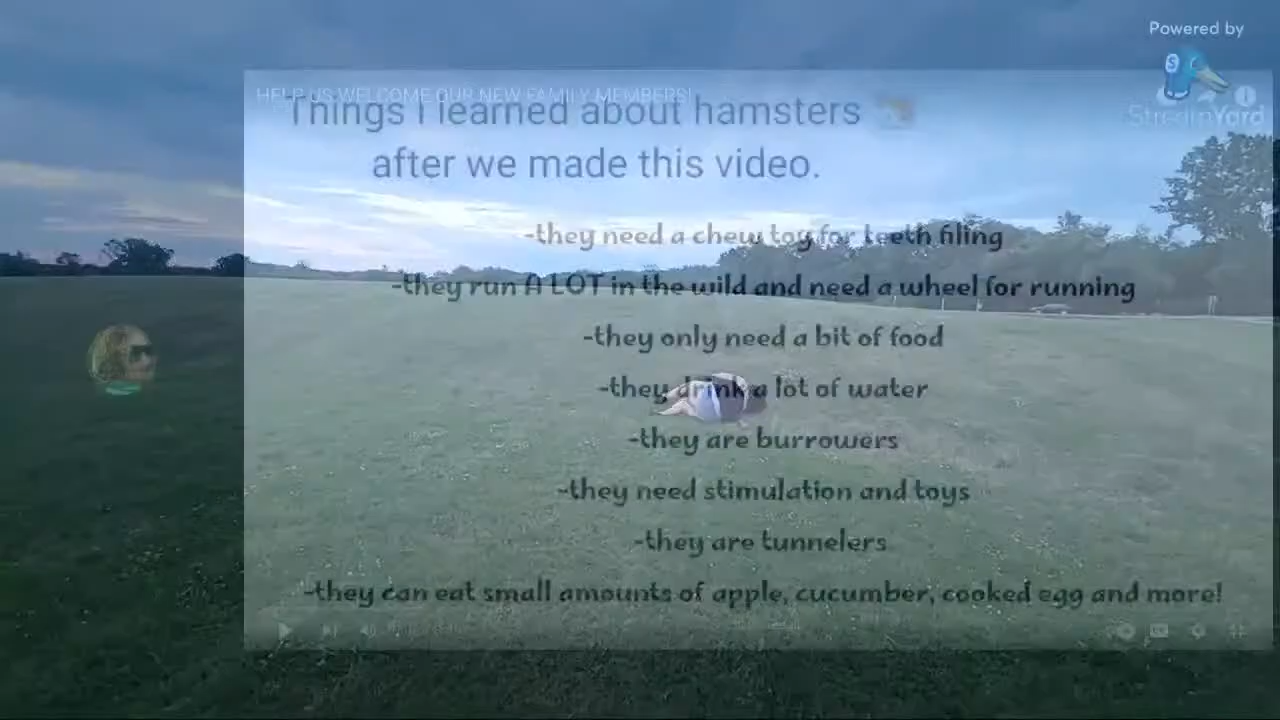 Powered by
StreamYard
HELP US WELCOME OUR NEW FAMILY MEMBERS!
Things I learned about hamsters
after we made this video.
-they need a chew toy for teeth filing
-they run A LOT in the wild and need a wheel for running
-they only need a bit of food
-they drink a lot of water
-they are burrowers
-they need stimulation and toys
-they are tunnelers
-they can eat small amounts of apple, cucumber, cooked egg and more!